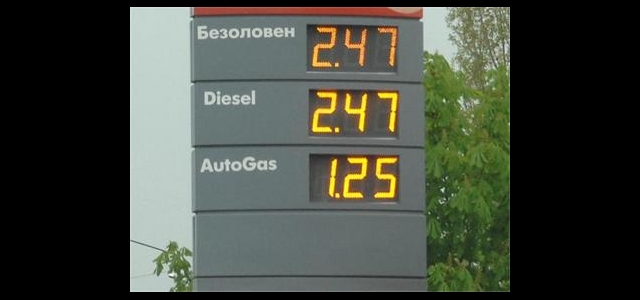 Безоловен 2.47
Diesel 2.47
AutoGas 1.25